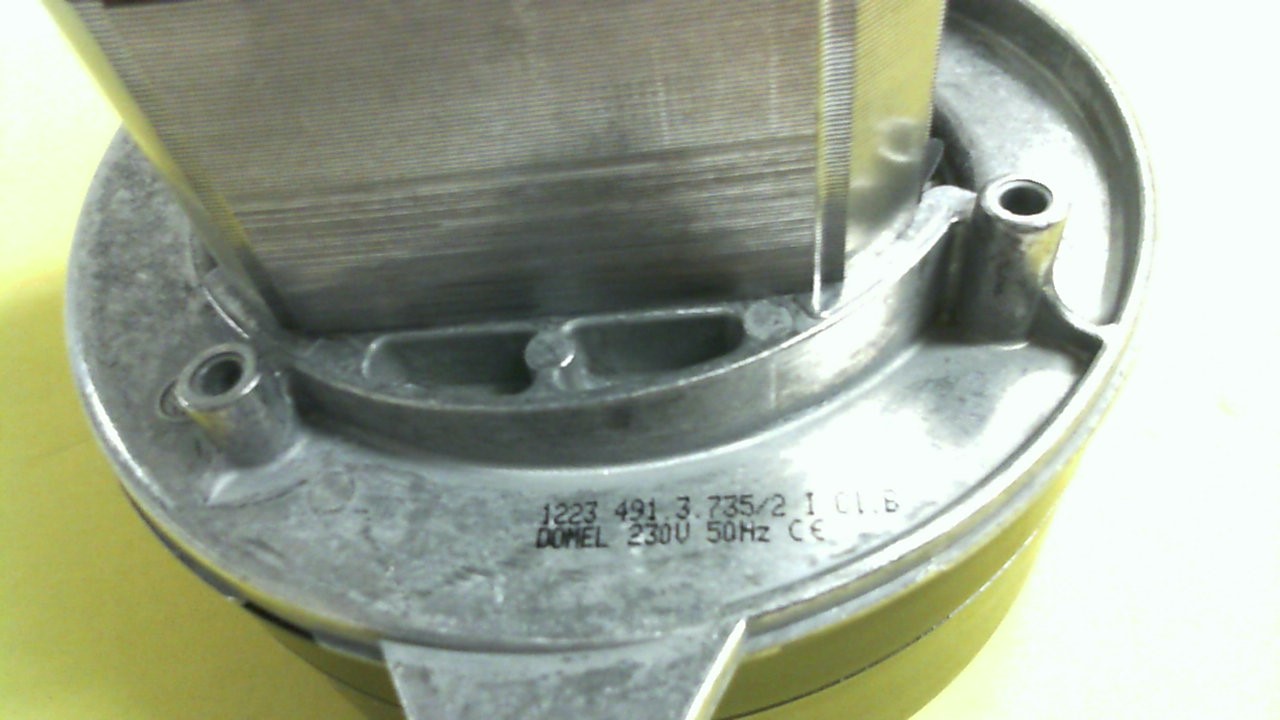 1223 491.3.735/2 I Cl.B
DOMEL 230V 50Hz CE